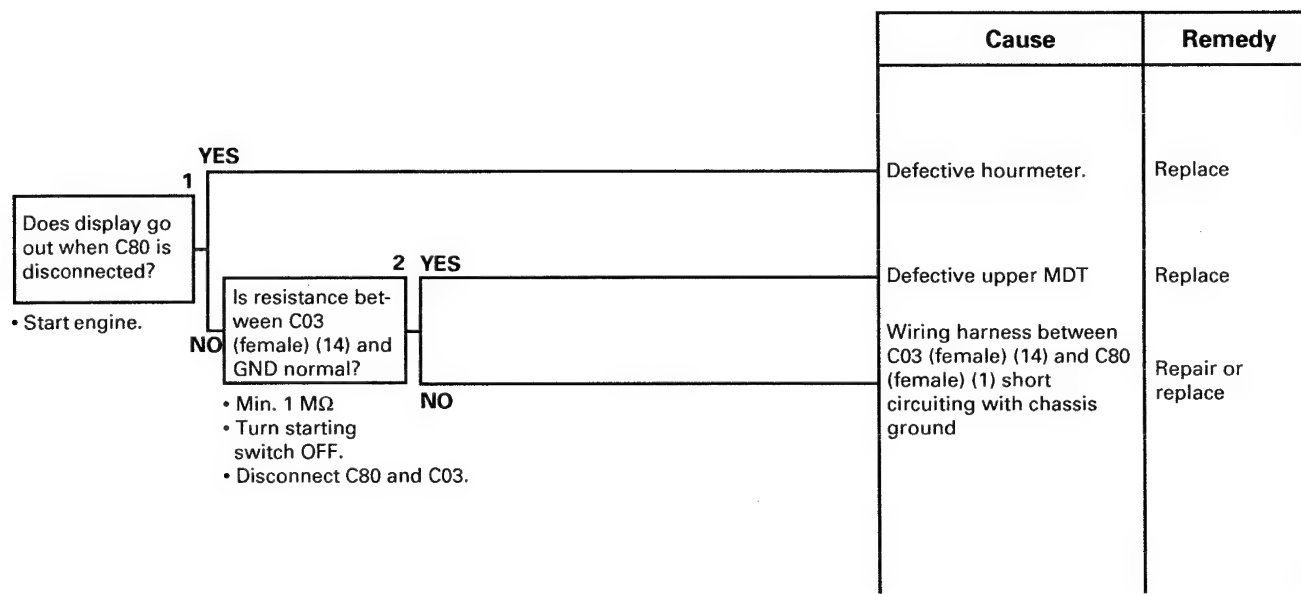 Cause Remedy
YES
1
Does display go
out when C80 is
disconnected?
• Start engine.
NO
2 YES
Is resistance bet-
ween C03
(female) (14) and
GND normal?
NO
• Min. 1 MΩ
• Turn starting
switch OFF.
• Disconnect C80 and C03.
Defective hourmeter. Replace
Defective upper MDT Replace
Wiring harness between
C03 (female) (14) and C80
(female) (1) short
circuiting with chassis
ground
Repair or
replace